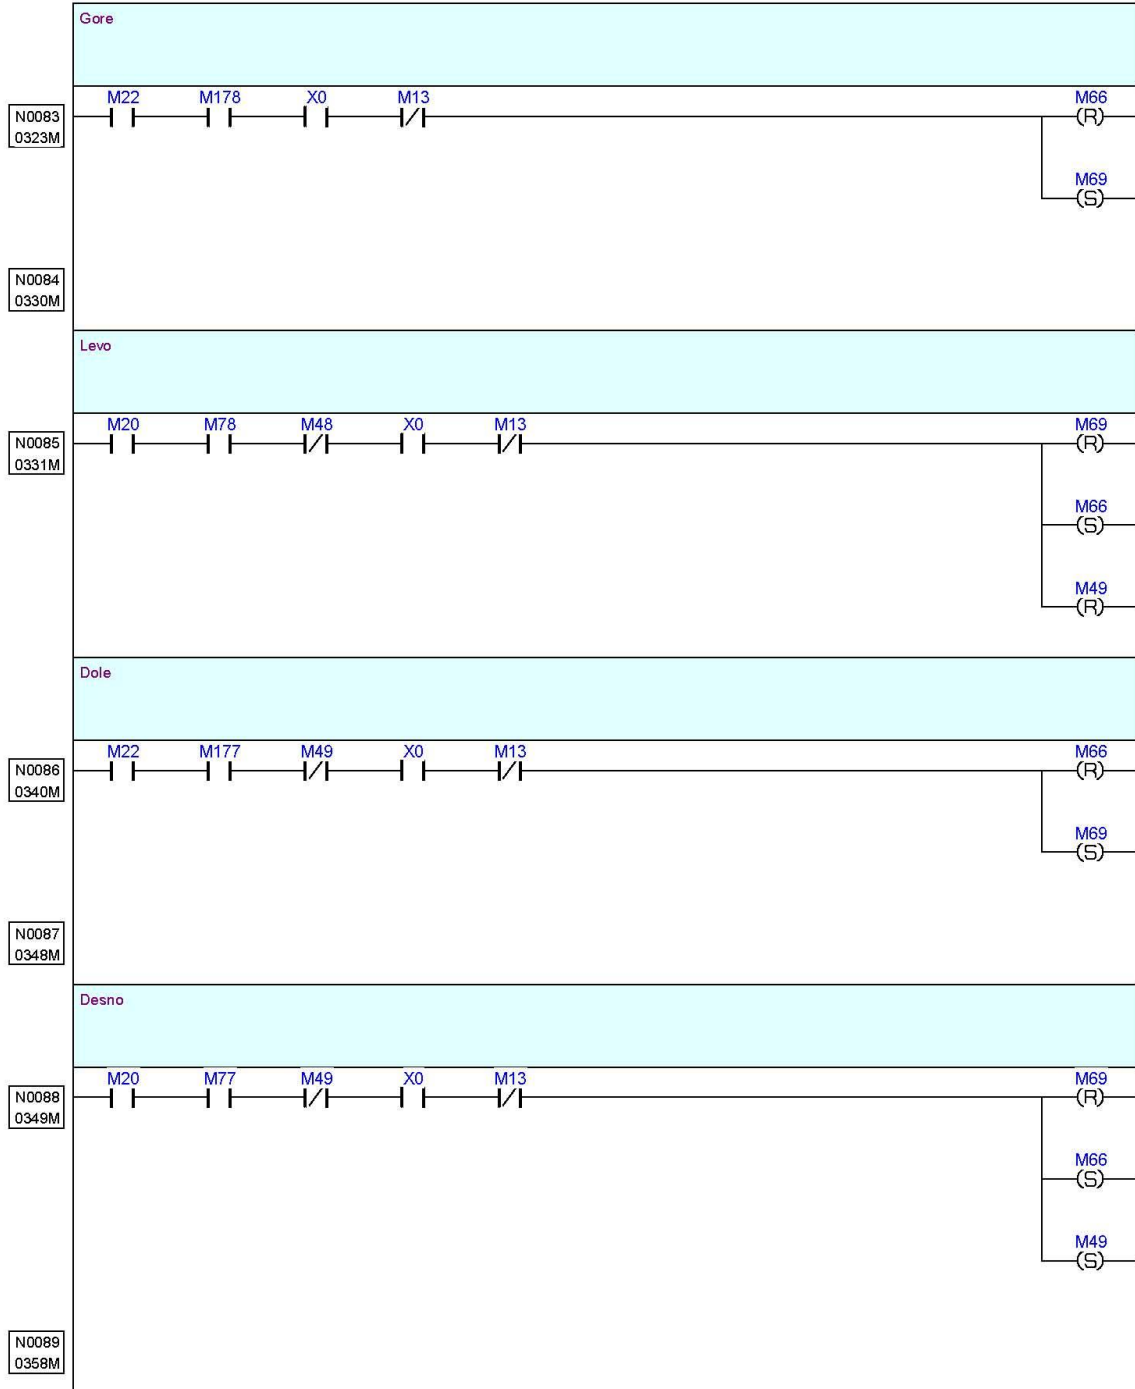 Gore
M22 M178 X0 M13 M66
N0083
0323M
M69
N0084
0330M
Levo
M20 M78 M48 X0 M13 M69
N0085
0331M
M66
M49
Dole
M22 M177 M49 X0 M13 M66
N0086
0340M
M69
N0087
0348M
Desno
M20 M77 M49 X0 M13 M69
N0088
0349M
M66
M49
N0089
0358M